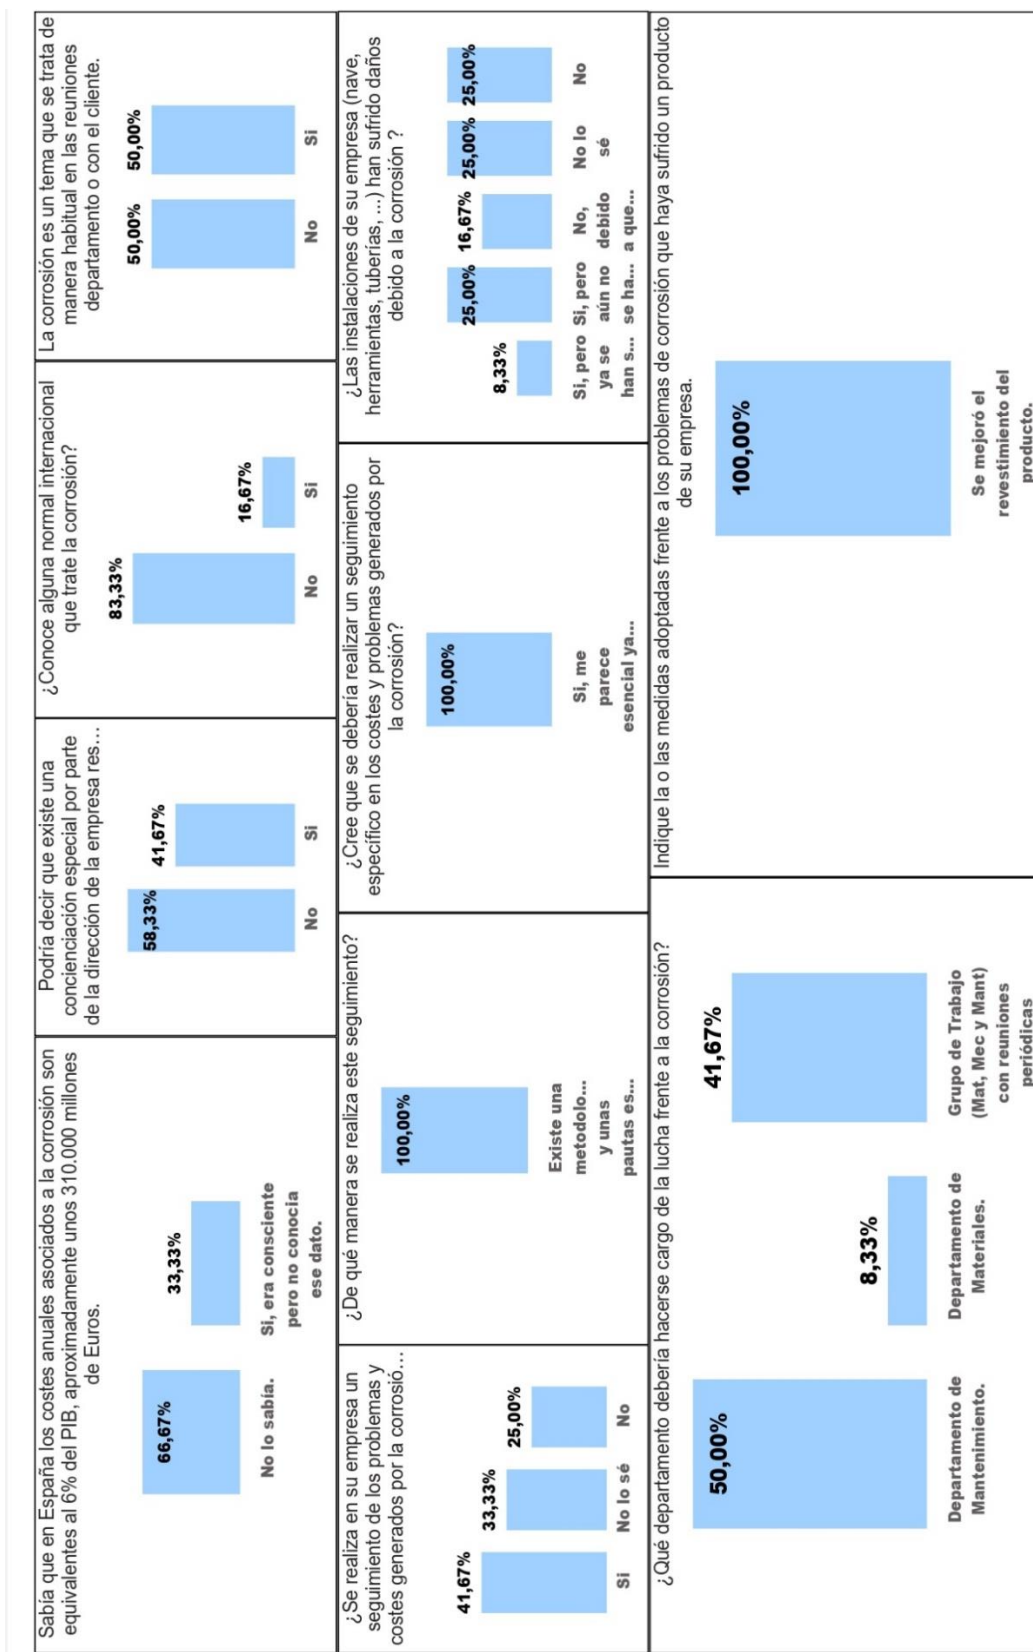 Sabía que en España los costes anuales asociados a la corrosión son
equivalentes al 6% del PIB, aproximadamente unos 310.000 millones
de Euros.
66,67%
33,33%
No lo sabía.
Si, era consciente
pero no conocia
ese dato.
Podría decir que existe una
concienciación especial por parte
de la dirección de la empresa res...
58,33%
41,67%
No
Si
¿Conoce alguna normal internacional
que trate la corrosión?
83,33%
16,67%
No
Si
La corrosión es un tema que se trata de
manera habitual en las reuniones de
departamento o con el cliente.
50,00%
50,00%
No
Si
¿Se realiza en su empresa un
seguimiento de los problemas y
costes generados por la corrosió...
41,67%
33,33%
25,00%
Si
No lo sé
No
¿De qué manera se realiza este seguimiento?
100,00%
Existe una
metodolo...
y unas
pautas es...
¿Cree que se debería realizar un seguimiento
específico en los costes y problemas generados por
la corrosión?
100,00%
Si, me
parece
esencial ya...
¿Las instalaciones de su empresa (nave,
herramientas, tuberías, ...) han sufrido daños
debido a la corrosión ?
8,33%
25,00%
16,67%
25,00%
25,00%
Si, pero
ya se
han s...
Si, pero
aún no
se ha...
No,
debido
a que...
No lo
sé
No
¿Qué departamento debería hacerse cargo de la lucha frente a la corrosión?
50,00%
8,33%
41,67%
Departamento de
Mantenimiento.
Departamento de
Materiales.
Grupo de Trabajo
(Mat, Mec y Mant)
con reuniones
periódicas
Indique la o las medidas adoptadas frente a los problemas de corrosión que haya sufrido un producto
de su empresa.
100,00%
Se mejoró el
revestimiento del
producto.